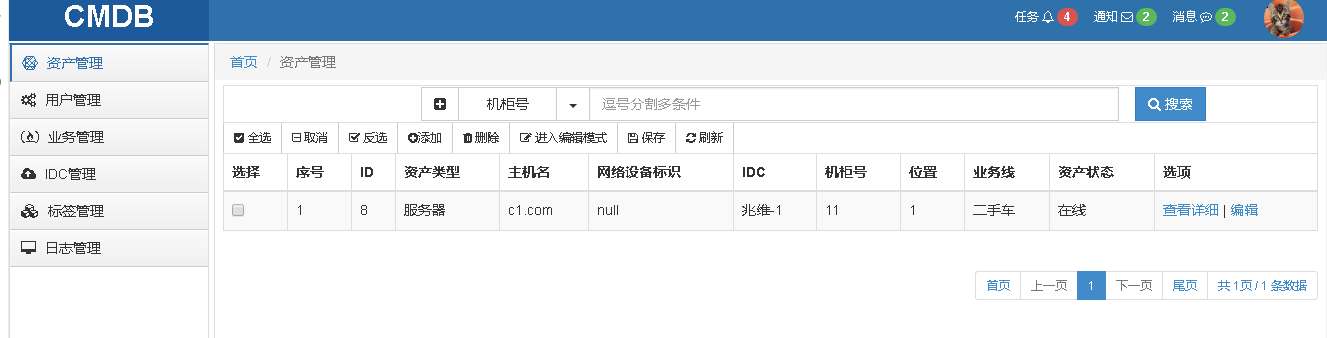 CMDB
任务 4 通知 2 消息 2
资产管理
用户管理
业务管理
IDC管理
标签管理
日志管理
首页 / 资产管理
机柜号 逗号分割多条件 搜索
全选 取消 反选 添加 删除 进入编辑模式 保存 刷新
选择 序号 ID 资产类型 主机名 网络设备标识 IDC 机柜号 位置 业务线 资产状态 选项
1 8 服务器 c1.com null 兆维-1 11 1 二手车 在线 查看详细 | 编辑
首页 上一页 1 下一页 尾页 共 1页 / 1 条数据